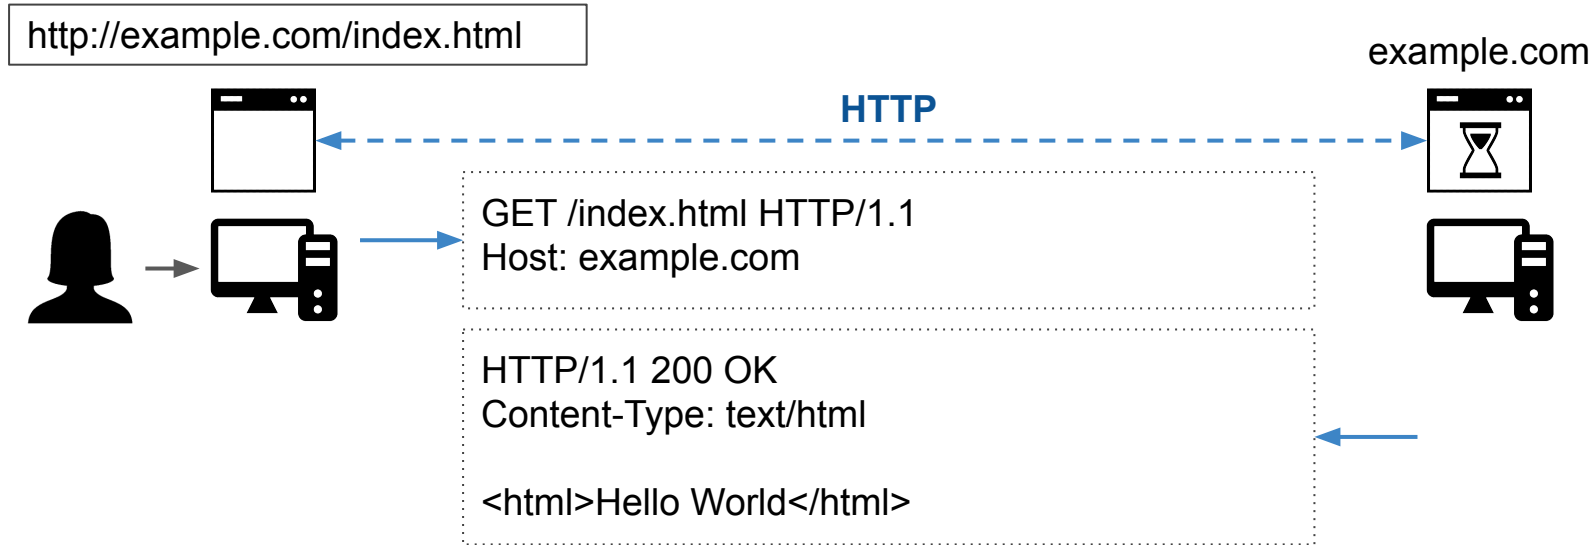 http://example.com/index.html
example.com
HTTP
GET /index.html HTTP/1.1
Host: example.com
HTTP/1.1 200 OK
Content-Type: text/html
<html>Hello World</html>